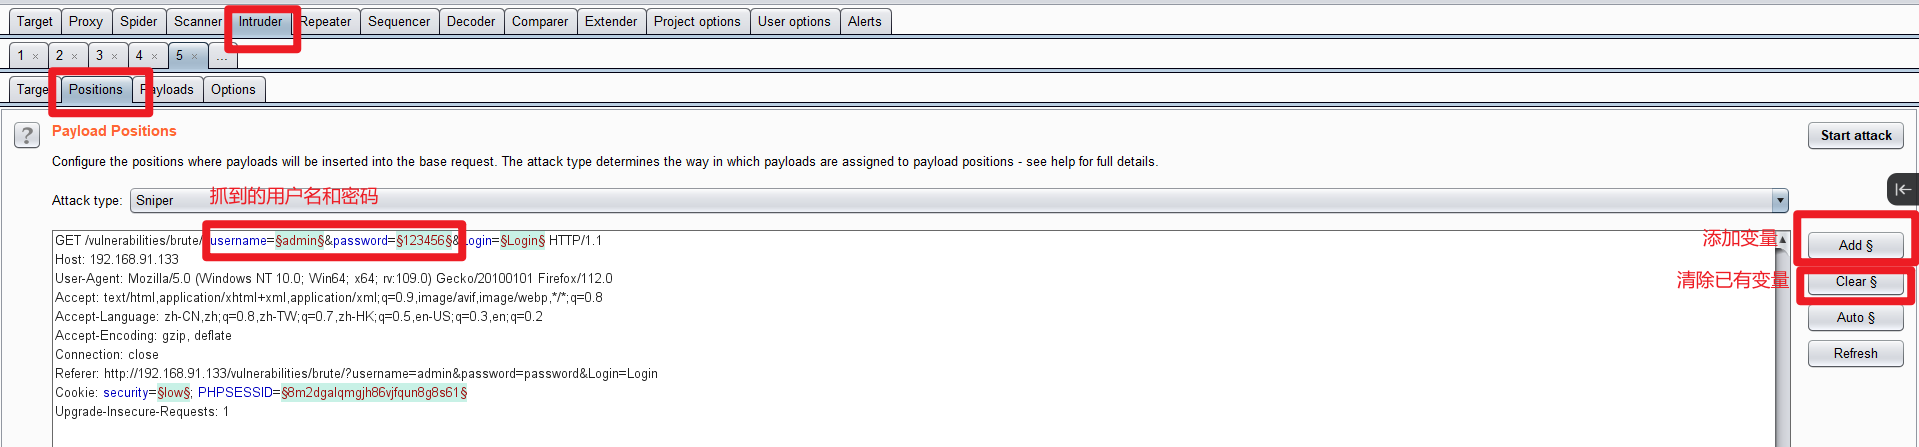 Target Proxy Spider Scanner Intruder Repeater Sequencer Decoder Comparer Extender Project options User options Alerts
1 × 2 × 3 × 4 × 5 × ...
Target Positions Payloads Options
?
Payload Positions
Start attack
Configure the positions where payloads will be inserted into the base request. The attack type determines the way in which payloads are assigned to payload positions - see help for full details.
抓到的用户名和密码
Attack type: Sniper
GET /vulnerabilities/brute/?username=§admin§&password=§123456§&Login=§Login§ HTTP/1.1
添加变量
Add §
Host: 192.168.91.133
User-Agent: Mozilla/5.0 (Windows NT 10.0; Win64; x64; rv:109.0) Gecko/20100101 Firefox/112.0
清除已有变量
Clear §
Accept: text/html,application/xhtml+xml,application/xml;q=0.9,image/avif,image/webp,*/*;q=0.8
Accept-Language: zh-CN,zh;q=0.8,zh-TW;q=0.7,zh-HK;q=0.5,en-US;q=0.3,en;q=0.2
Auto §
Accept-Encoding: gzip, deflate
Connection: close
Refresh
Referer: http://192.168.91.133/vulnerabilities/brute/?username=admin&password=password&Login=Login
Cookie: security=§low§; PHPSESSID=§8m2dgalqmgjh86vjfqun8g8s61§
Upgrade-Insecure-Requests: 1